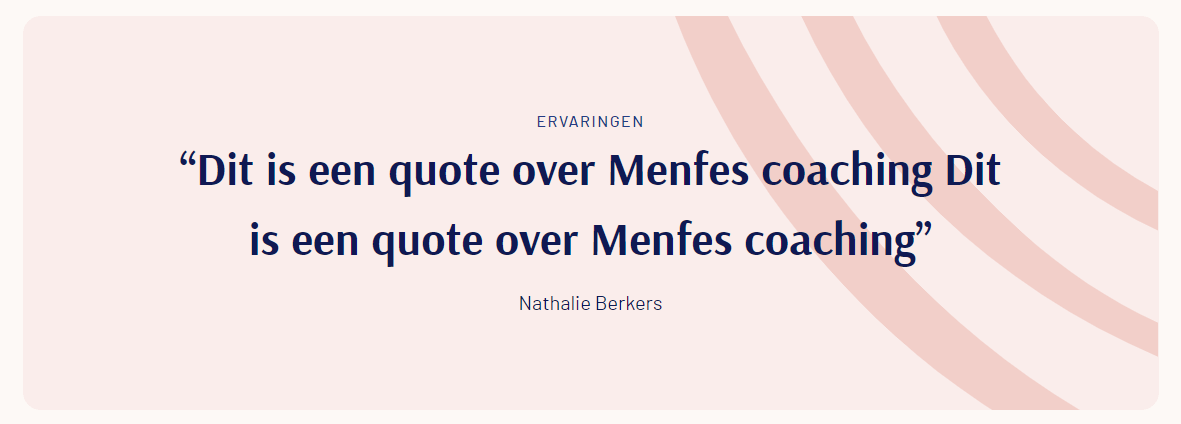 ERVARINGEN
“Dit is een quote over Menfes coaching Dit
is een quote over Menfes coaching”
Nathalie Berkers